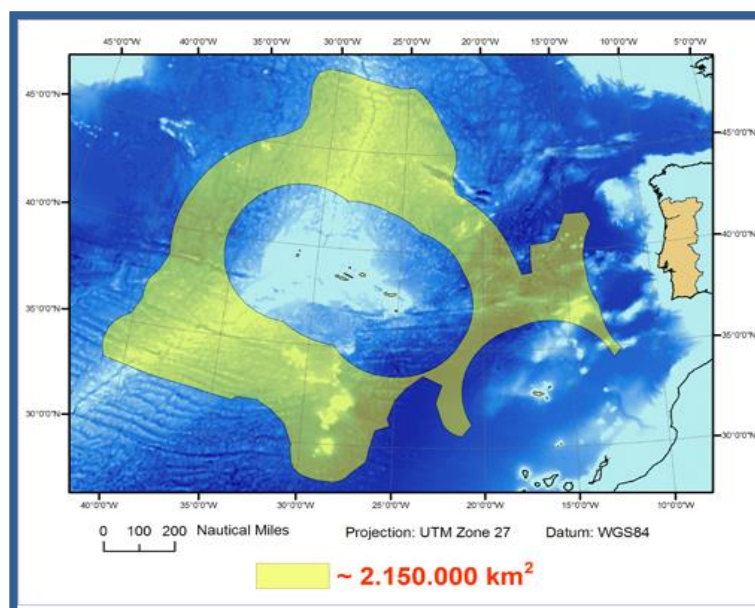 45°0'0"W 40°0'0"W 35°0'0"W 30°0'0"W 25°0'0"W 20°0'0"W 15°0'0"W 10°0'0"W 5°0'0"W
45°0'0"N 45°0'0"N
40°0'0"N 40°0'0"N
35°0'0"N 35°0'0"N
30°0'0"N 30°0'0"N
40°0'0"W 35°0'0"W 30°0'0"W 25°0'0"W 20°0'0"W 15°0'0"W 10°0'0"W
0 100 200 Nautical Miles Projection: UTM Zone 27 Datum: WGS84
~ 2.150.000 km²